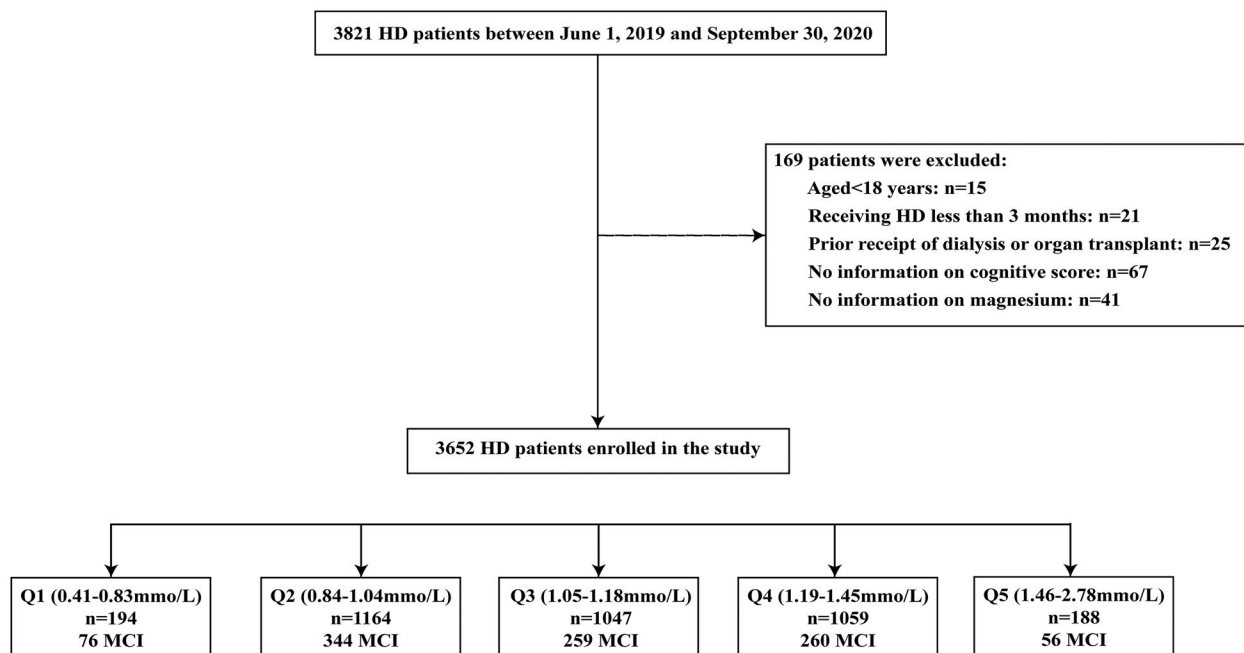 3821 HD patients between June 1, 2019 and September 30, 2020
169 patients were excluded:
Aged<18 years: n=15
Receiving HD less than 3 months: n=21
Prior receipt of dialysis or organ transplant: n=25
No information on cognitive score: n=67
No information on magnesium: n=41
3652 HD patients enrolled in the study
Q1 (0.41-0.83mmo/L)
n=194
76 MCI
Q2 (0.84-1.04mmo/L)
n=1164
344 MCI
Q3 (1.05-1.18mmo/L)
n=1047
259 MCI
Q4 (1.19-1.45mmo/L)
n=1059
260 MCI
Q5 (1.46-2.78mmo/L)
n=188
56 MCI